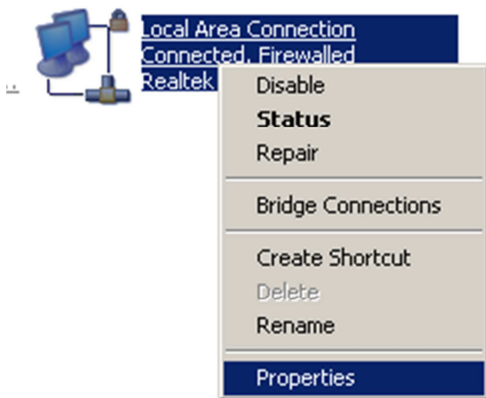 Local Area Connection
Connected, Firewalled
Realtek
Disable
Status
Repair
Bridge Connections
Create Shortcut
Delete
Rename
Properties